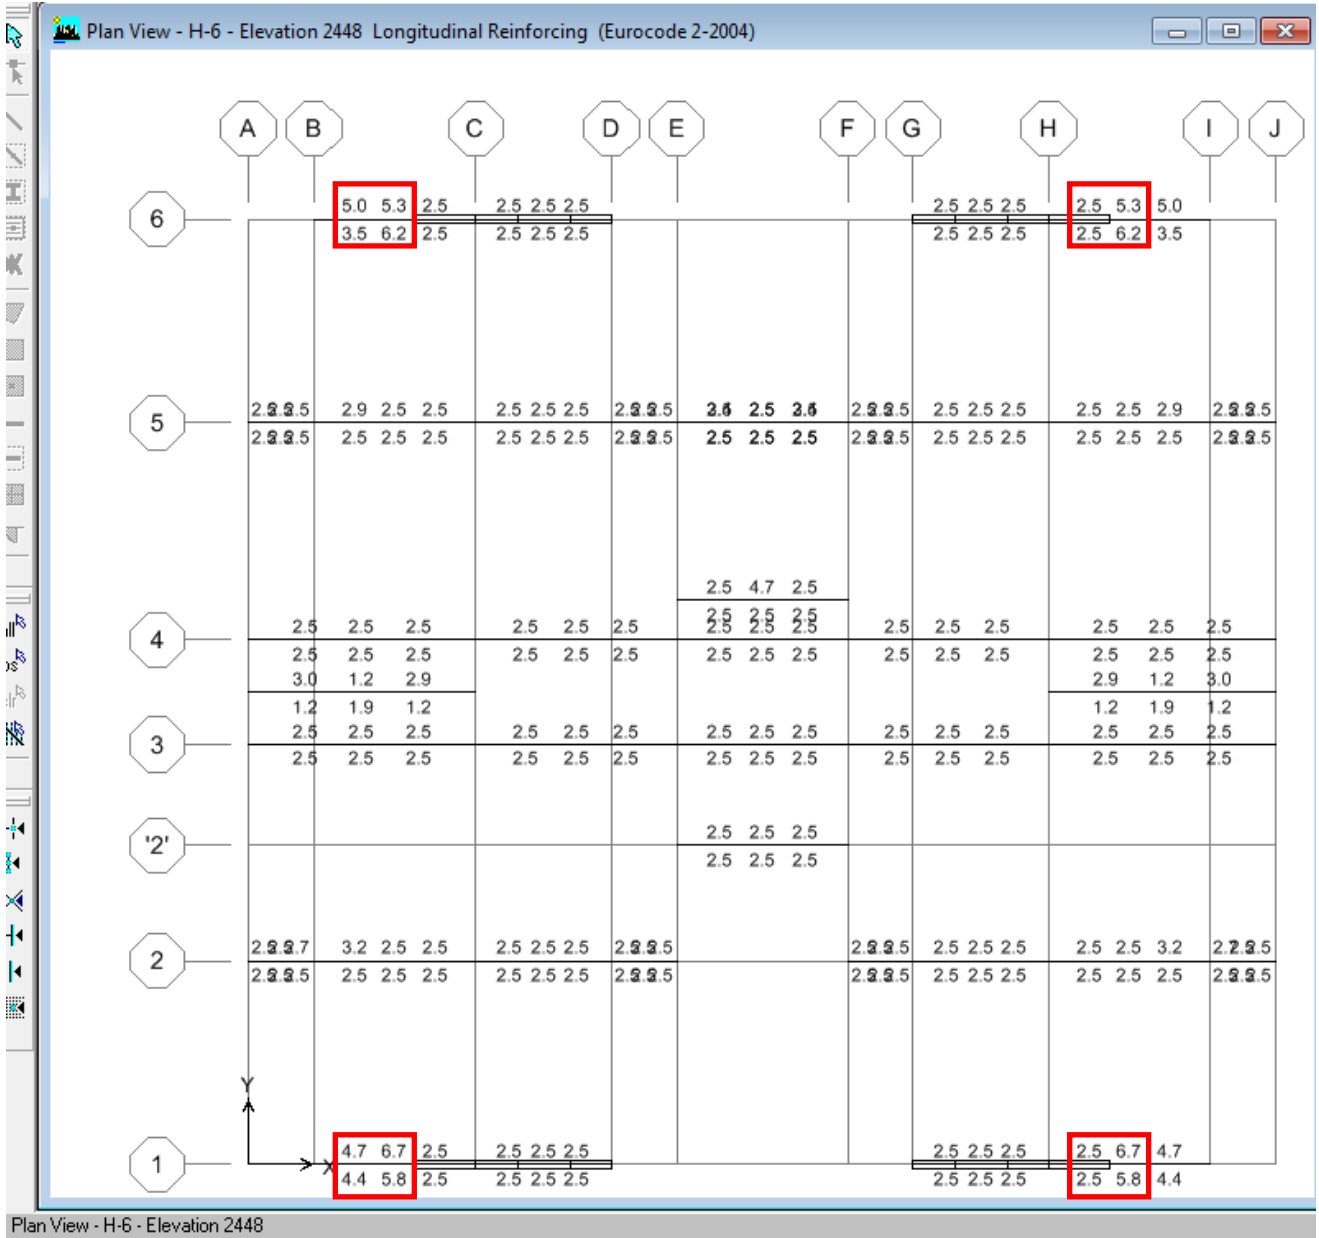 Plan View - H-6 - Elevation 2448 Longitudinal Reinforcing (Eurocode 2-2004)
A B C D E F G H I J
6
5.0 5.3 2.5 2.5 2.5 2.5 2.5 2.5 2.5 2.5 5.3 5.0
3.5 6.2 2.5 2.5 2.5 2.5 2.5 2.5 2.5 2.5 6.2 3.5
5
2.9 2.5 2.5 2.5 2.5 2.5 2.5 2.5 2.5 2.5 2.5 2.5 2.9
2.5 2.5 2.5 2.5 2.5 2.5 2.5 2.5 2.5 2.5 2.5 2.5 2.5 2.5 2.5
2.5 4.7 2.5
2.5 2.5 2.5
4
2.5 2.5 2.5 2.5 2.5 2.5 2.5 2.5 2.5 2.5 2.5 2.5 2.5 2.5 2.5
2.5 2.5 2.5 2.5 2.5 2.5 2.5 2.5 2.5 2.5 2.5 2.5 2.5 2.5 2.5
3.0 1.2 2.9 2.9 1.2 3.0
1.2 1.9 1.2 1.2 1.9 1.2
3
2.5 2.5 2.5 2.5 2.5 2.5 2.5 2.5 2.5 2.5 2.5 2.5 2.5 2.5 2.5
2.5 2.5 2.5 2.5 2.5 2.5 2.5 2.5 2.5 2.5 2.5 2.5 2.5 2.5 2.5
'2'
2.5 2.5 2.5
2.5 2.5 2.5
2
3.2 2.5 2.5 2.5 2.5 2.5 2.5 2.5 2.5 2.5 2.5 3.2
2.5 2.5 2.5 2.5 2.5 2.5 2.5 2.5 2.5 2.5 2.5 2.5
Y
X
1
4.7 6.7 2.5 2.5 2.5 2.5 2.5 2.5 2.5 2.5 6.7 4.7
4.4 5.8 2.5 2.5 2.5 2.5 2.5 2.5 2.5 2.5 5.8 4.4
Plan View - H-6 - Elevation 2448